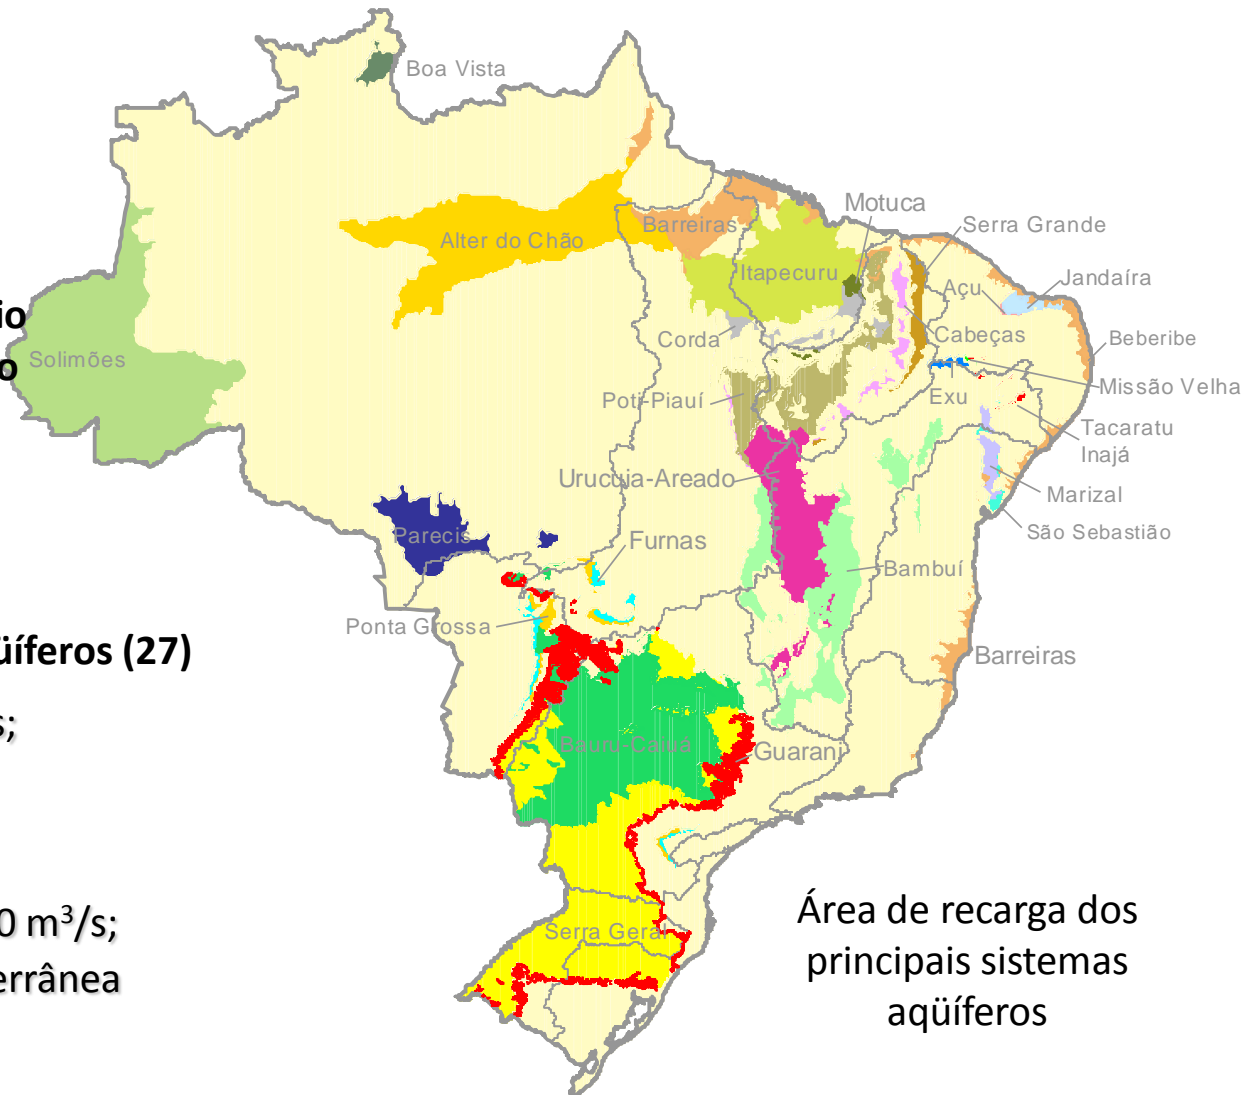 Boa Vista
Motuca
Barreiras
Serra Grande
Alter do Chão
Itapecuru
Jandaíra
Açu
io
Corda
Cabeças
Beberibe
o
Solimões
Missão Velha
Exu
Poti-Piauí
Tacaratu
Inajá
Urucuia-Areado
Marizal
São Sebastião
Parecis
Furnas
Bambuí
Ponta Grossa
üíferos (27)
Barreiras
s;
Bauru-Caiuá
Guarani
0 m³/s;
Serra Geral
errânea
Área de recarga dos
principais sistemas
aqüíferos